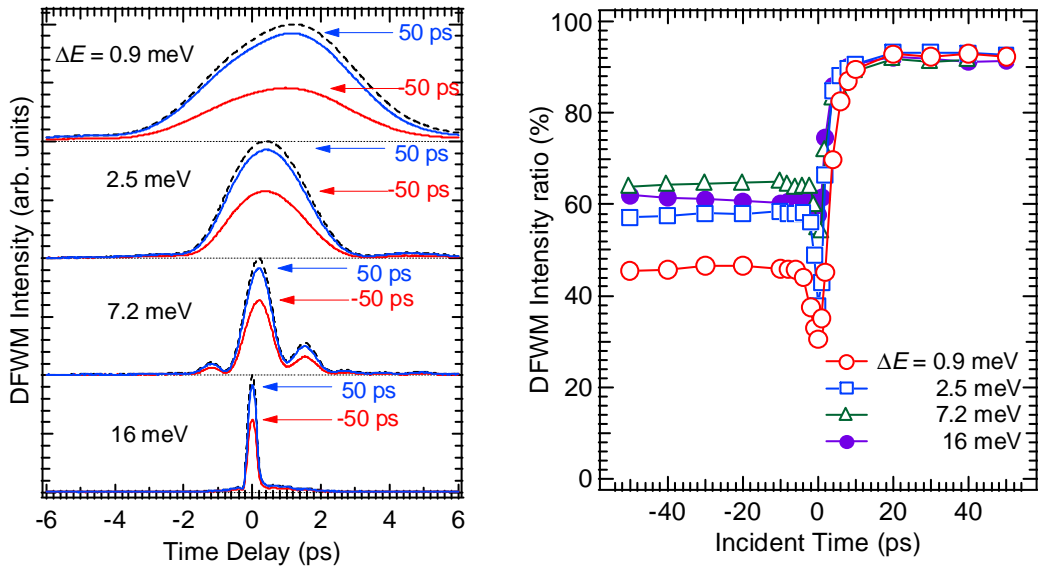 ΔE = 0.9 meV
50 ps
-50 ps
2.5 meV
50 ps
-50 ps
7.2 meV
50 ps
-50 ps
16 meV
50 ps
-50 ps
DFWM Intensity (arb. units)
-6 -4 -2 0 2 4 6
Time Delay (ps)
100
80
60
40
20
0
DFWM Intensity ratio (%)
ΔE = 0.9 meV
2.5 meV
7.2 meV
16 meV
-40 -20 0 20 40
Incident Time (ps)